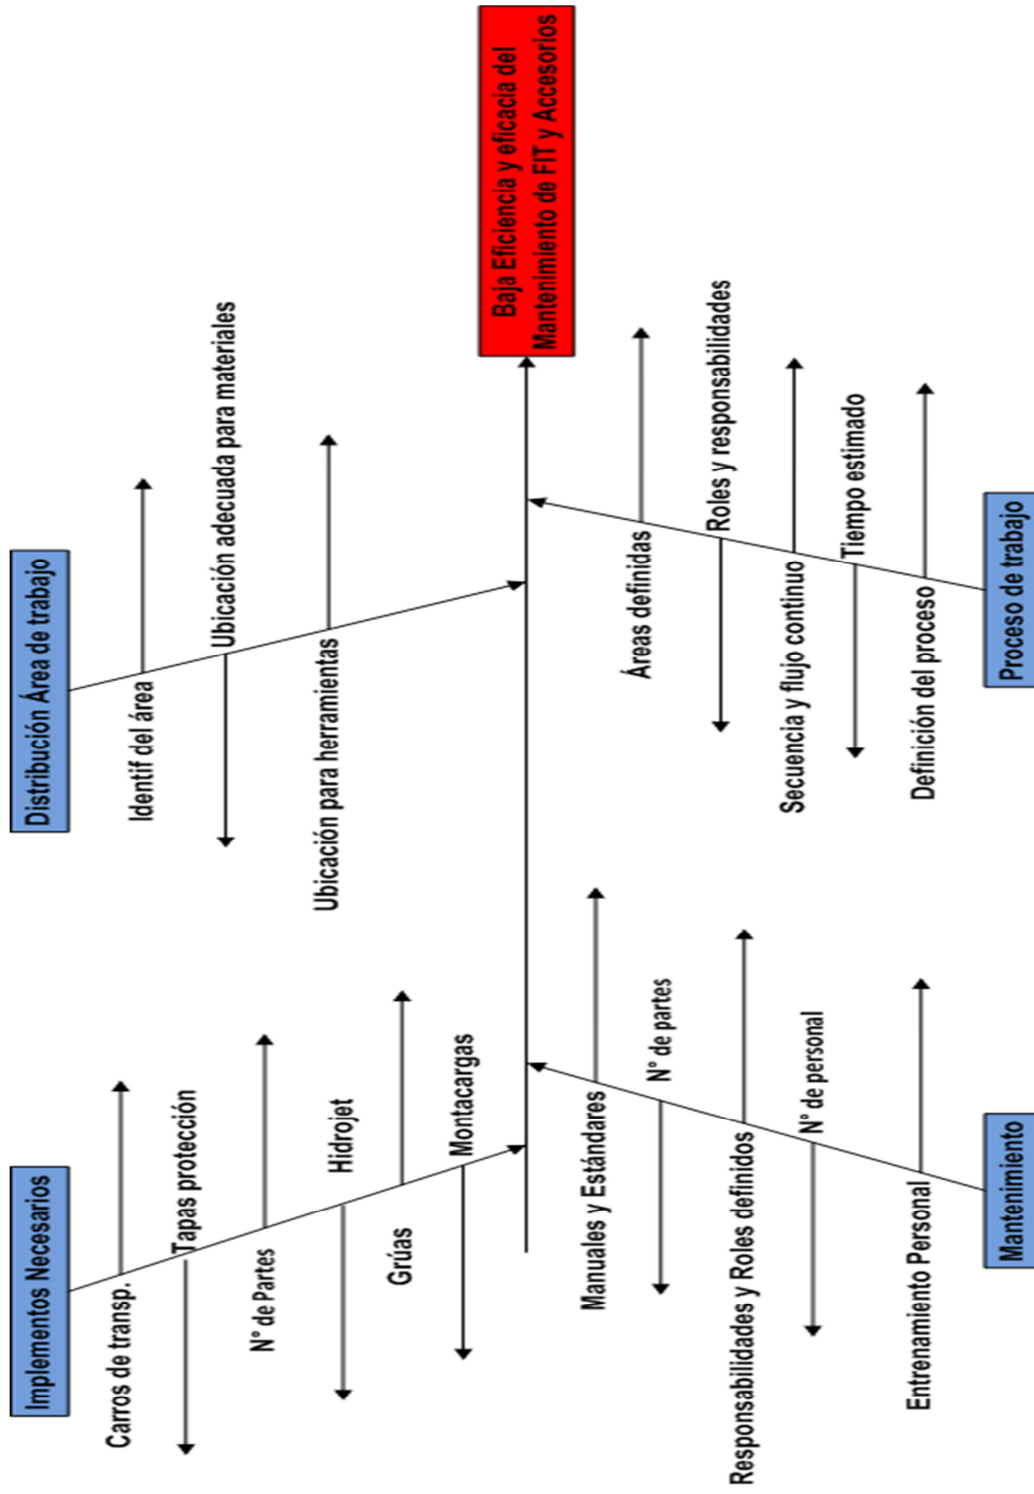 Implementos Necesarios
Carros de transp.
Tapas protección
N° de Partes
Hidrojet
Grúas
Montacargas
Distribución Área de trabajo
Identif del área
Ubicación adecuada para materiales
Ubicación para herramientas
Baja Eficiencia y eficacia del
Mantenimiento de FIT y Accesorios
Manuales y Estándares
N° de partes
Responsabilidades y Roles definidos
N° de personal
Entrenamiento Personal
Mantenimiento
Áreas definidas
Roles y responsabilidades
Secuencia y flujo continuo
Tiempo estimado
Definición del proceso
Proceso de trabajo